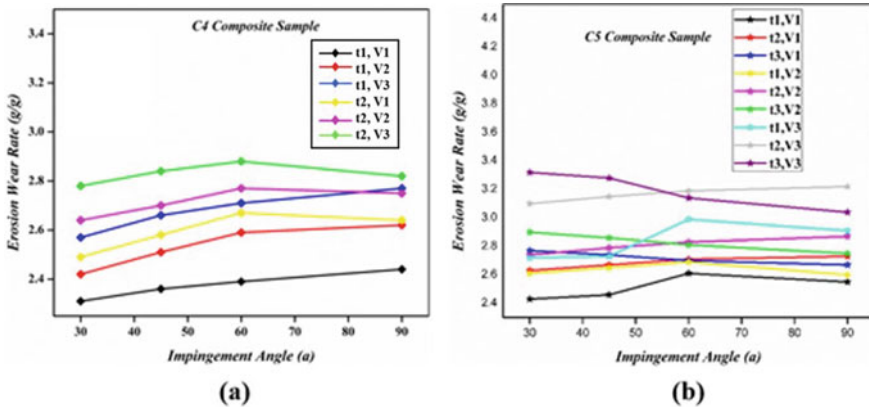 C4 Composite Sample
t1, V1
t1, V2
t1, V3
t2, V1
t2, V2
t2, V3
3.4
3.2
3.0
2.8
2.6
2.4
Erosion Wear Rate (g/g)
30 40 50 60 70 80 90
Impingement Angle (a)
(a)
C5 Composite Sample
t1,V1
t2,V1
t3,V1
t1,V2
t2,V2
t3,V2
t1,V3
t2,V3
t3,V3
4.4
4.2
4.0
3.8
3.6
3.4
3.2
3.0
2.8
2.6
2.4
Erosion Wear Rate (g/g)
30 40 50 60 70 80 90
Impingement Angle (a)
(b)